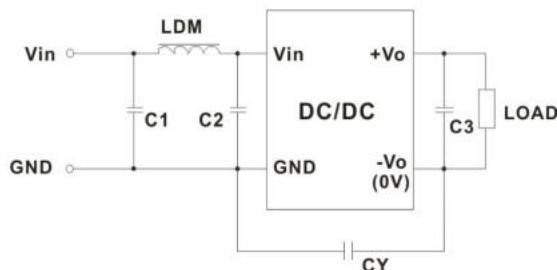 LDM
Vin
Vin
+Vo
C1
C2
DC/DC
C3
LOAD
GND
GND
-Vo
(0V)
CY